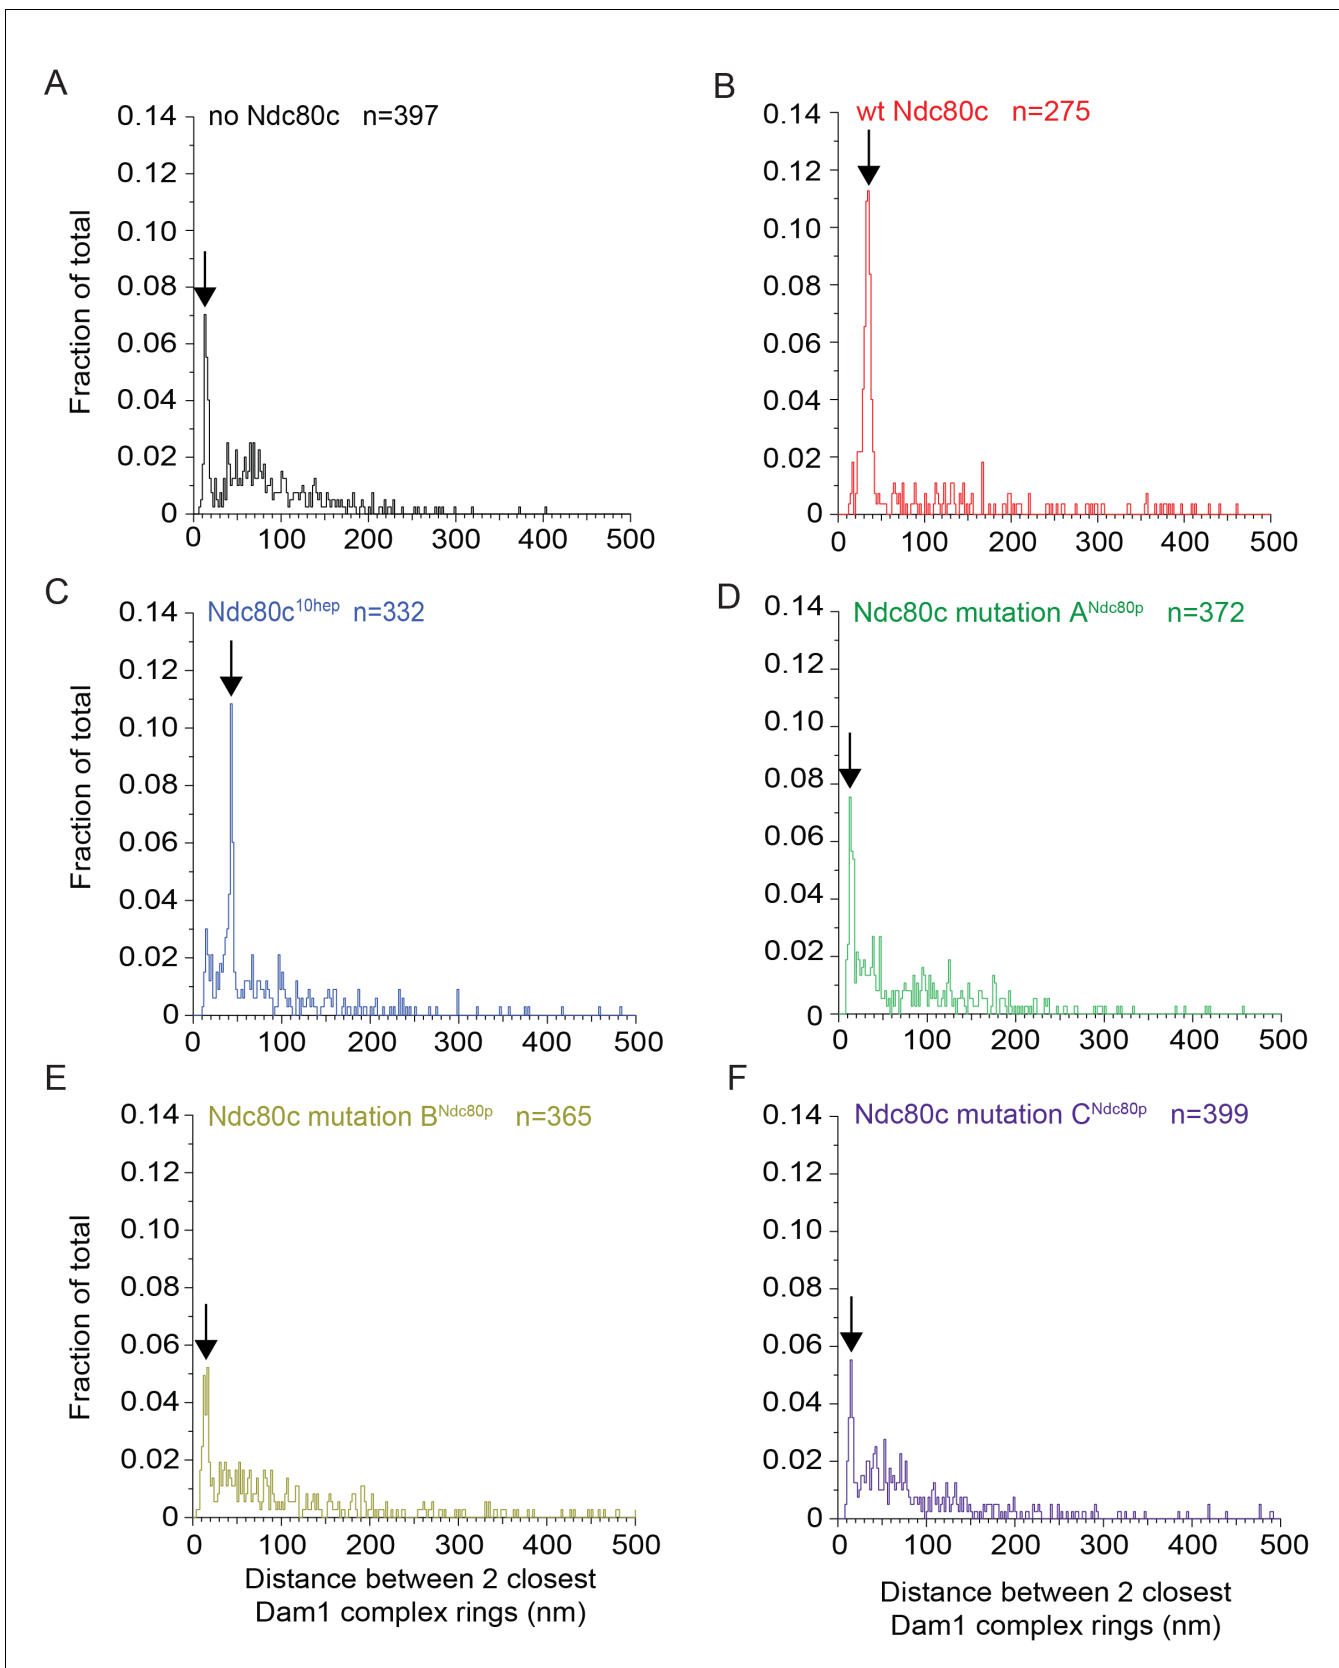 A
no Ndc80c n=397
0.14
0.12
0.10
0.08
0.06
0.04
0.02
0
Fraction of total
0 100 200 300 400 500
B
wt Ndc80c n=275
0.14
0.12
0.10
0.08
0.06
0.04
0.02
0
0 100 200 300 400 500
C
Ndc80c10hep n=332
0.14
0.12
0.10
0.08
0.06
0.04
0.02
0
Fraction of total
0 100 200 300 400 500
D
Ndc80c mutation ANdc80p n=372
0.14
0.12
0.10
0.08
0.06
0.04
0.02
0
0 100 200 300 400 500
E
Ndc80c mutation BNdc80p n=365
0.14
0.12
0.10
0.08
0.06
0.04
0.02
0
Fraction of total
0 100 200 300 400 500
Distance between 2 closest
Dam1 complex rings (nm)
F
Ndc80c mutation CNdc80p n=399
0.14
0.12
0.10
0.08
0.06
0.04
0.02
0
0 100 200 300 400 500
Distance between 2 closest
Dam1 complex rings (nm)